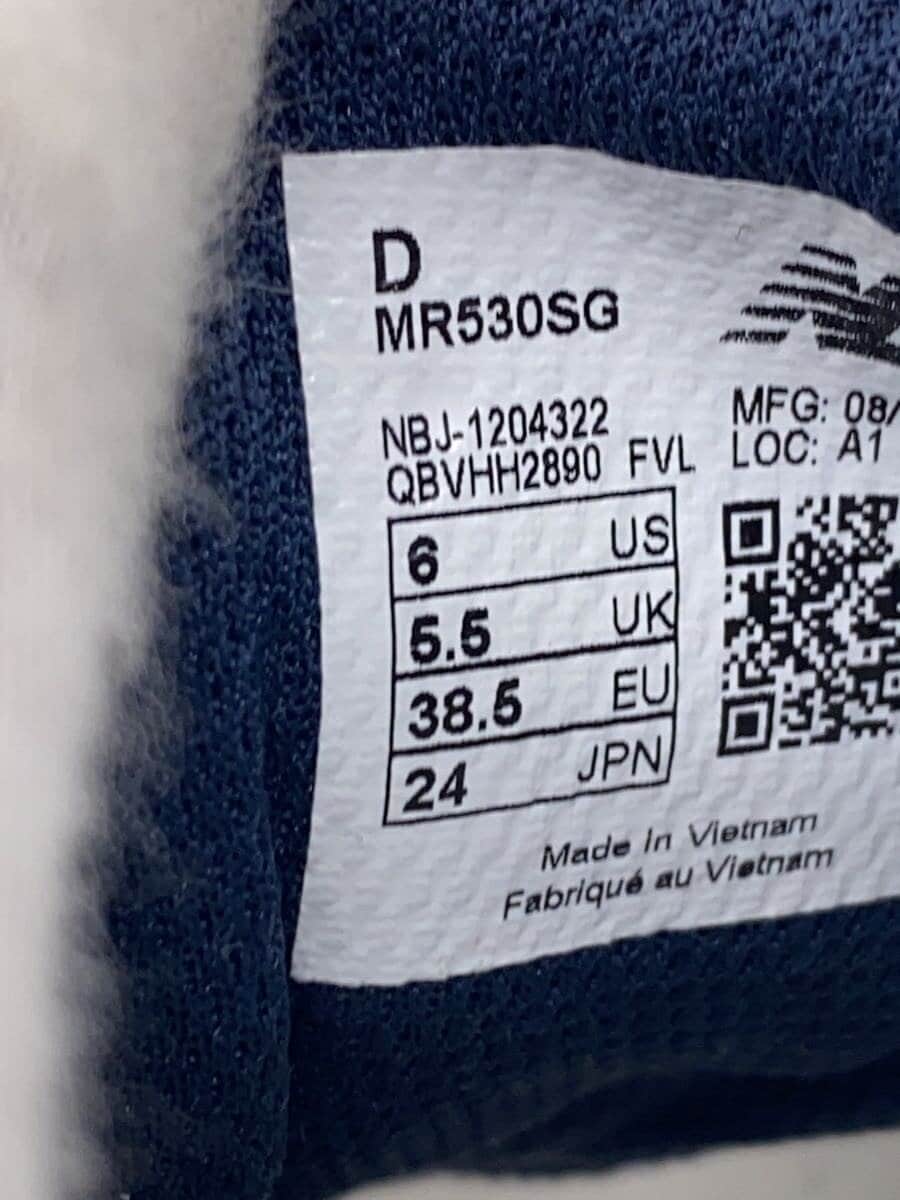 D
MR530SG
NBJ-1204322
QBVHH2890 FVL
MFG: 08/
LOC: A1
6 US
5.5 UK
38.5 EU
24 JPN
Made in Vietnam
Fabriqué au Vietnam